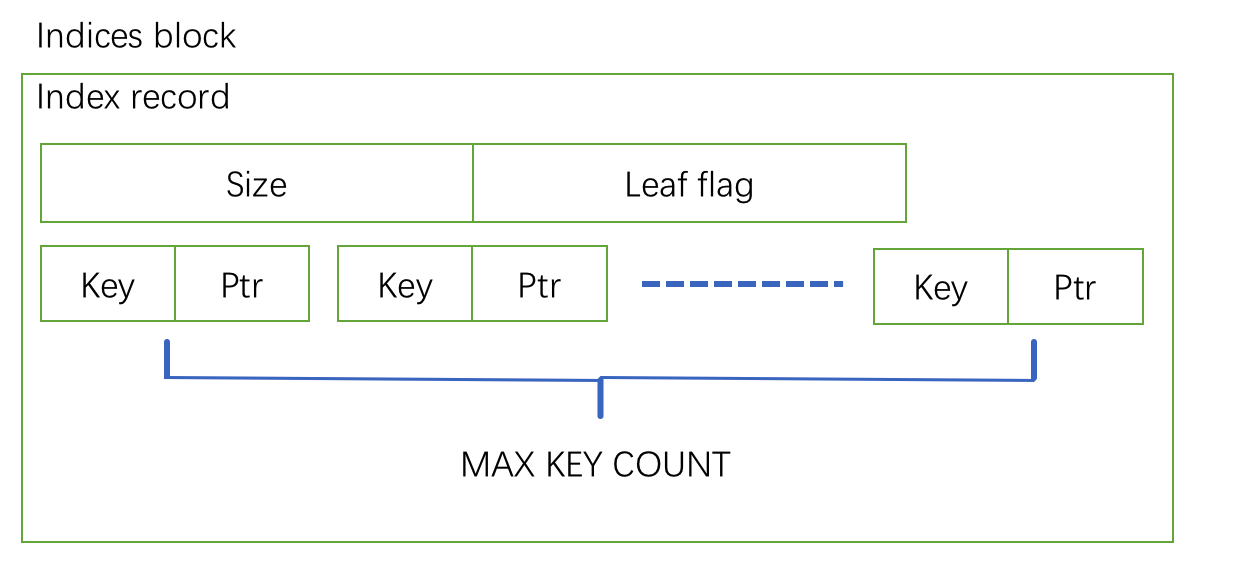 Indices block
Index record
Size Leaf flag
Key Ptr Key Ptr Key Ptr
MAX KEY COUNT